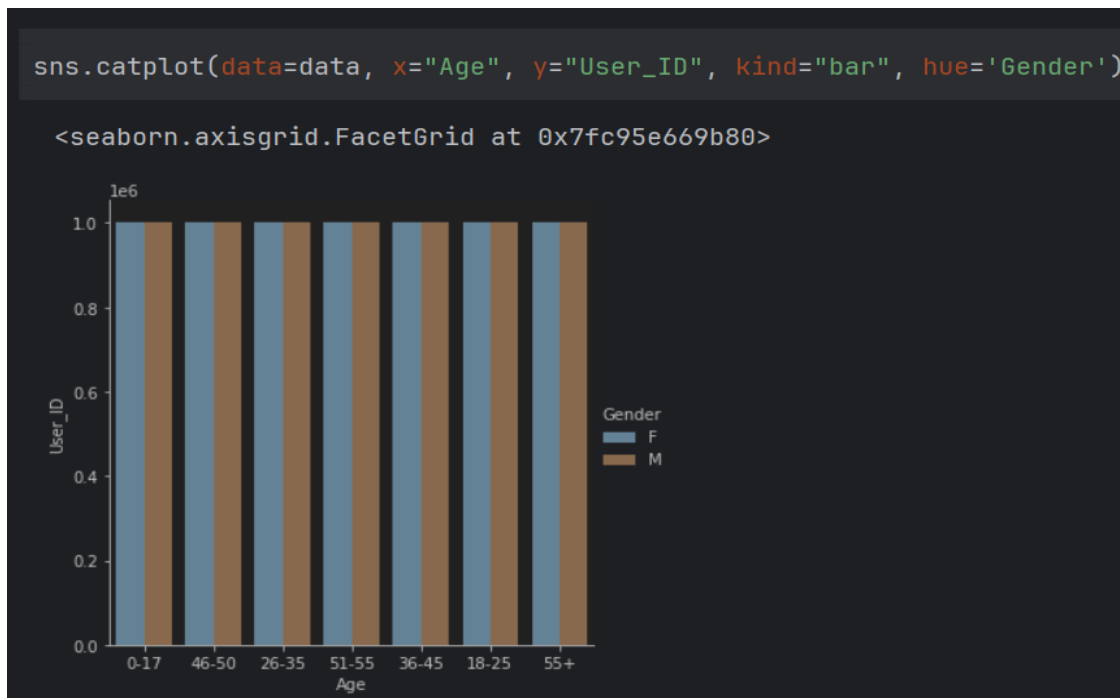 sns.catplot(data=data, x="Age", y="User_ID", kind="bar", hue='Gender')
<seaborn.axisgrid.FacetGrid at 0x7fc95e669b80>
1e6
1.0
0.8
0.6
0.4
0.2
0.0
User_ID
0-17 46-50 26-35 51-55 36-45 18-25 55+
Age
Gender
F
M